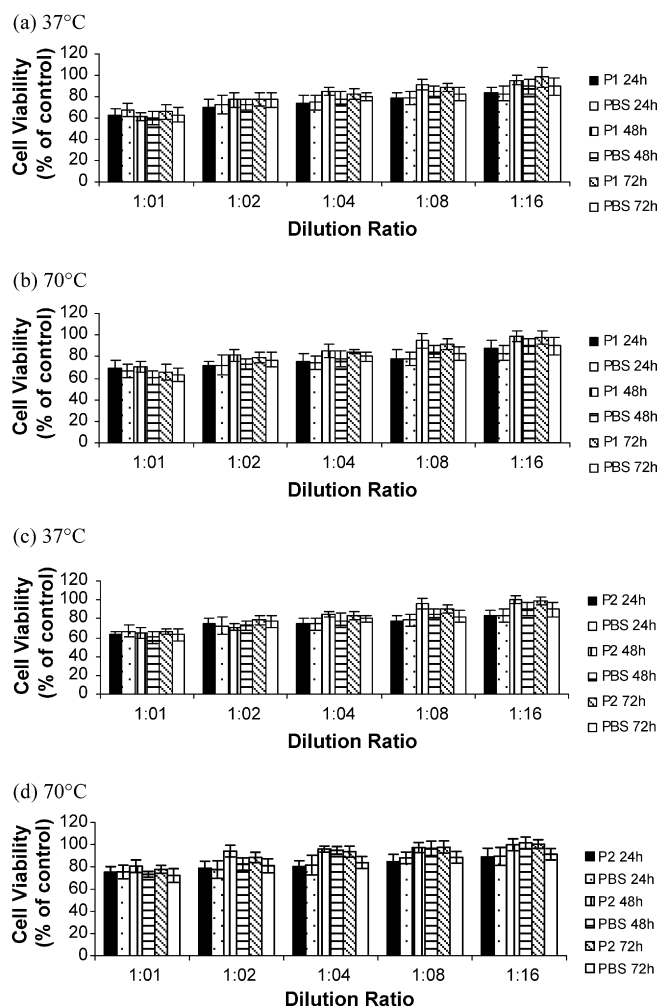 (a) 37°C
Cell Viability
(% of control)
120
100
80
60
40
20
0
1:01 1:02 1:04 1:08 1:16
Dilution Ratio
P1 24h
PBS 24h
P1 48h
PBS 48h
P1 72h
PBS 72h
(b) 70°C
Cell Viability
(% of control)
120
100
80
60
40
20
0
1:01 1:02 1:04 1:08 1:16
Dilution Ratio
P1 24h
PBS 24h
P1 48h
PBS 48h
P1 72h
PBS 72h
(c) 37°C
Cell Viability
(% of control)
120
100
80
60
40
20
0
1:01 1:02 1:04 1:08 1:16
Dilution Ratio
P2 24h
PBS 24h
P2 48h
PBS 48h
P2 72h
PBS 72h
(d) 70°C
Cell Viability
(% of control)
120
100
80
60
40
20
0
1:01 1:02 1:04 1:08 1:16
Dilution Ratio
P2 24h
PBS 24h
P2 48h
PBS 48h
P2 72h
PBS 72h